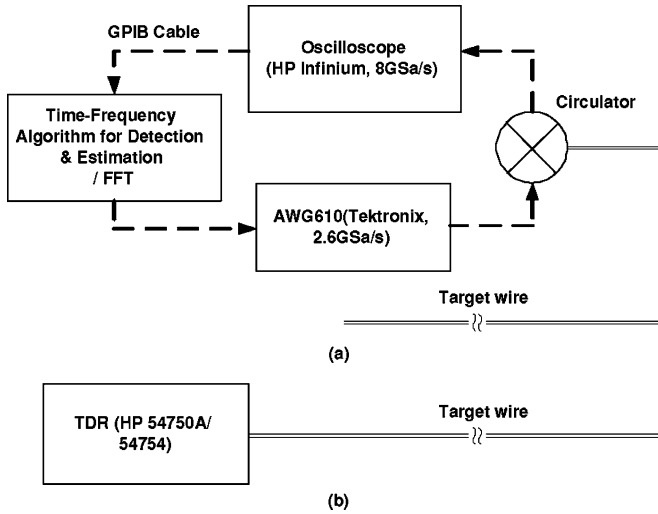 GPIB Cable
Oscilloscope
(HP Infinium, 8GSa/s)
Circulator
Time-Frequency
Algorithm for Detection
& Estimation
/ FFT
AWG610(Tektronix,
2.6GSa/s)
Target wire
(a)
TDR (HP 54750A/
54754)
Target wire
(b)